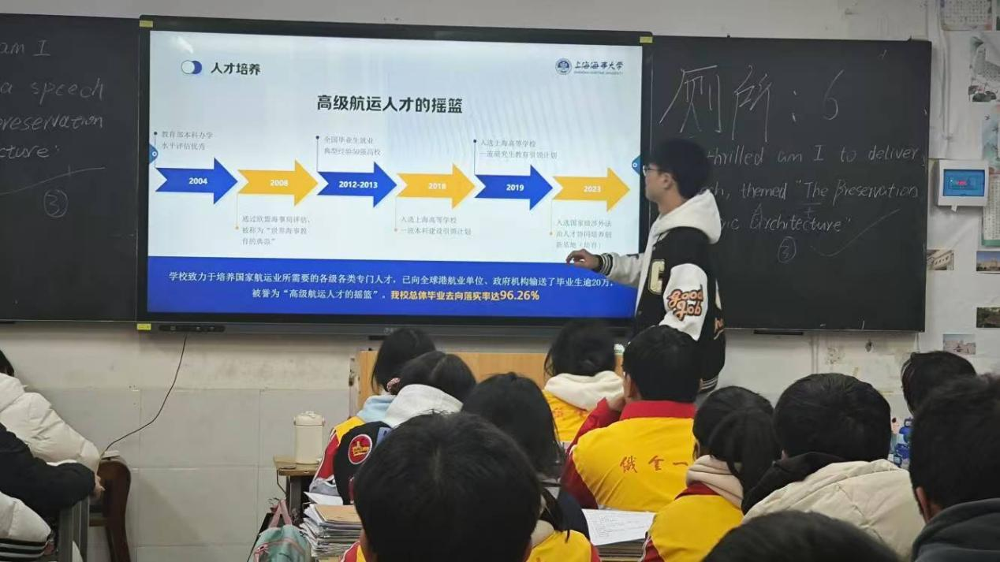 am I
a speech
preservation
cture"
③
人才培养
上海海事大学
SHANGHAI MARITIME UNIVERSITY
高级航运人才的摇篮
教育部本科办学
水平评估优秀
全国毕业生就业
典型经验50强高校
入选上海高等学校
一流研究生教育引领计划
2004
2008
2012-2013
2018
2019
2023
通过欧盟海事局评估,
被称为"世界海事教
育的典范"
入选上海高等学校
一流本科建设引领计划
入选国家级涉外法
治人才协同培养创
新基地(培育)
学校致力于培养国家航运业所需要的各级各类专门人才,已向全球港航业单位、政府机构输送了毕业生逾20万,
被誉为"高级航运人才的摇篮"。我校总体毕业去向落实率达96.26%
厕所:6
thrilled am I to deliver
ch, themed "The Preservation
ric Architecture"
③
Good
Job
俄全一